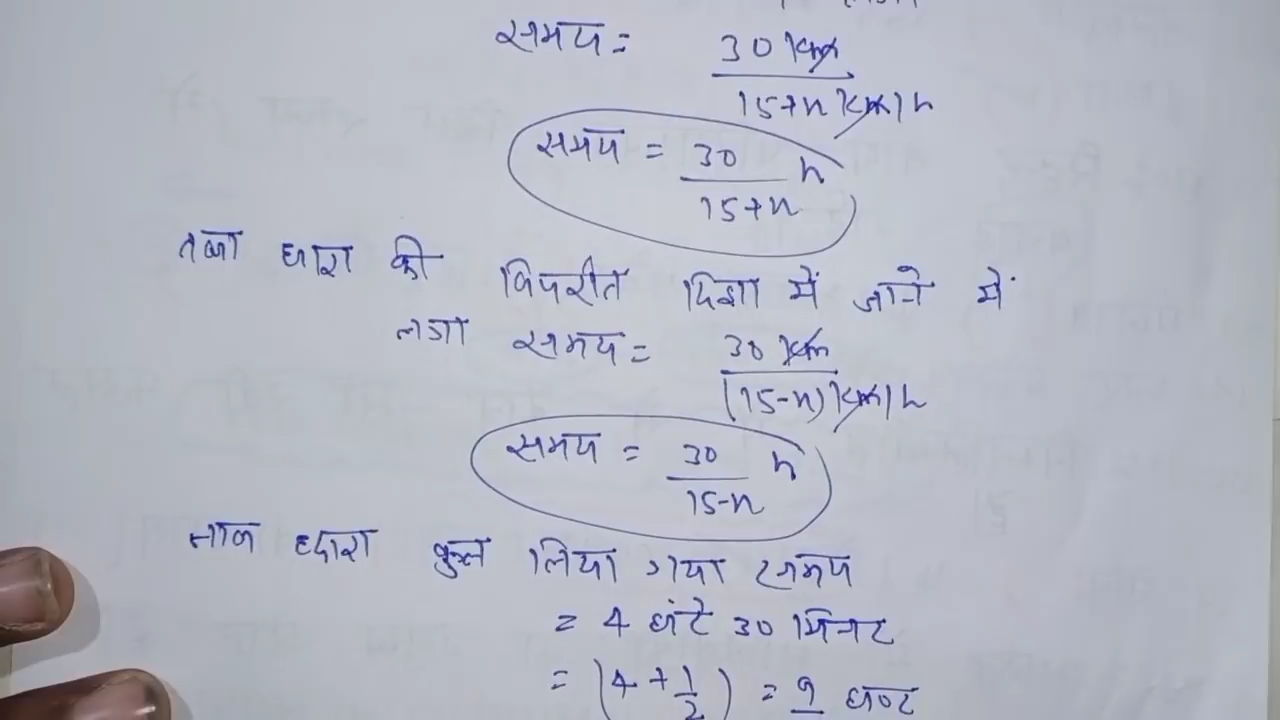 समय = 30 km
15+x km/h
समय = 30 h
15+x
तथा धारा की विपरीत दिशा में जाने में
लगा समय = 30 km
(15-x) km/h
समय = 30 h
15-x
नाव द्वारा कुल लिया गया समय
= 4 घंटे 30 मिनट
= (4 + 1/2) = 9 घण्ट